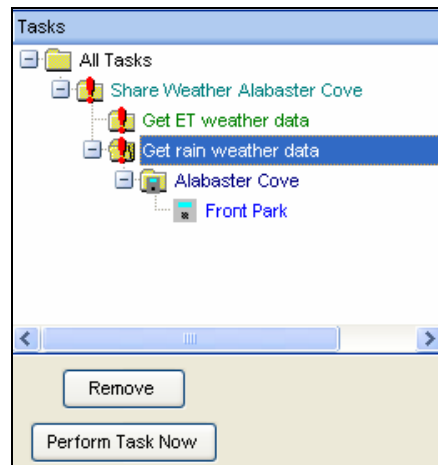 Tasks
All Tasks
Share Weather Alabaster Cove
Get ET weather data
Get rain weather data
Alabaster Cove
Front Park
Remove
Perform Task Now